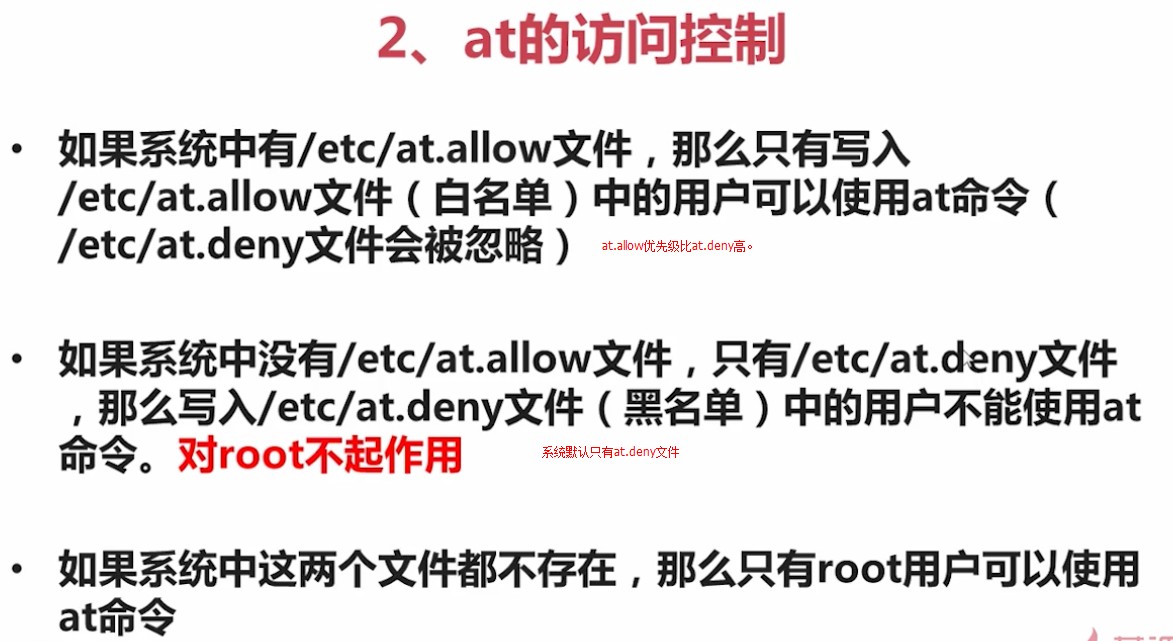 2、at的访问控制
• 如果系统中有/etc/at.allow文件，那么只有写入
/etc/at.allow文件（白名单）中的用户可以使用at命令（
/etc/at.deny文件会被忽略） at.allow优先级比at.deny高。
• 如果系统中没有/etc/at.allow文件，只有/etc/at.deny文件
，那么写入/etc/at.deny文件（黑名单）中的用户不能使用at
命令。对root不起作用 系统默认只有at.deny文件
• 如果系统中这两个文件都不存在，那么只有root用户可以使用
at命令